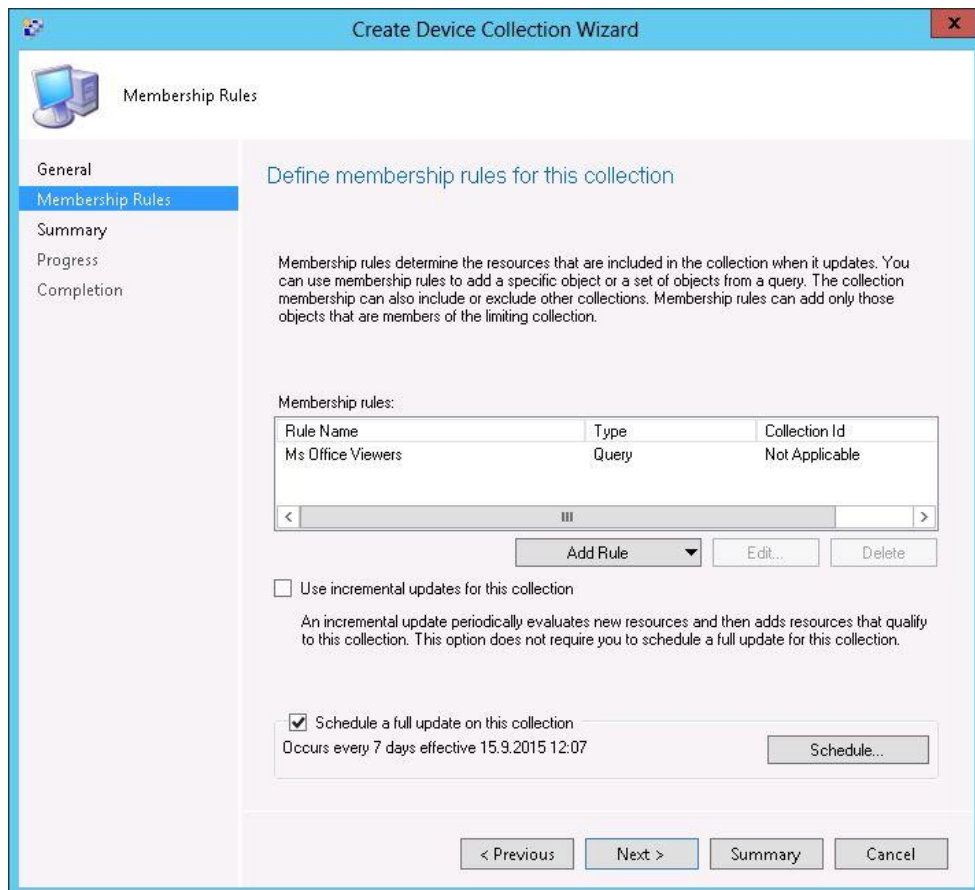 Create Device Collection Wizard
x
Membership Rules
General
Membership Rules
Summary
Progress
Completion
Define membership rules for this collection
Membership rules determine the resources that are included in the collection when it updates. You
can use membership rules to add a specific object or a set of objects from a query. The collection
membership can also include or exclude other collections. Membership rules can add only those
objects that are members of the limiting collection.
Membership rules:
Rule Name Type Collection Id
Ms Office Viewers Query Not Applicable
Add Rule Edit... Delete
Use incremental updates for this collection
An incremental update periodically evaluates new resources and then adds resources that qualify
to this collection. This option does not require you to schedule a full update for this collection.
Schedule a full update on this collection
Occurs every 7 days effective 15.9.2015 12:07
Schedule...
< Previous Next > Summary Cancel